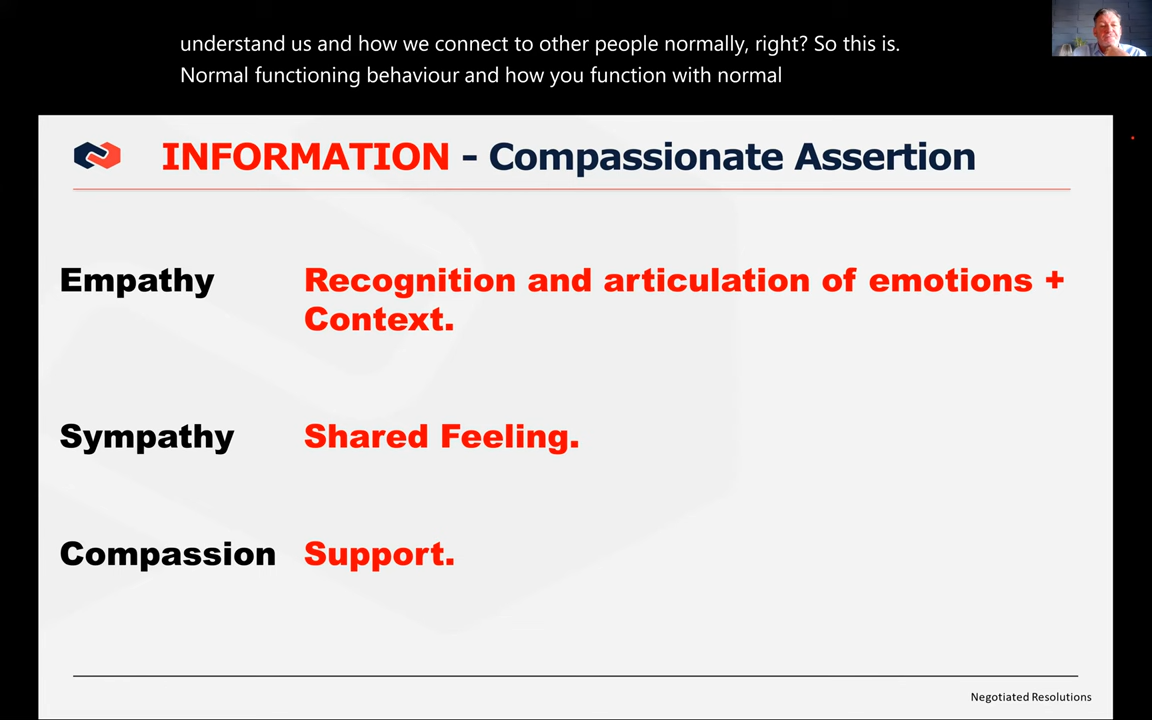 understand us and how we connect to other people normally, right? So this is.
Normal functioning behaviour and how you function with normal
INFORMATION - Compassionate Assertion
Empathy Recognition and articulation of emotions +
Context.
Sympathy Shared Feeling.
Compassion Support.
Negotiated Resolutions